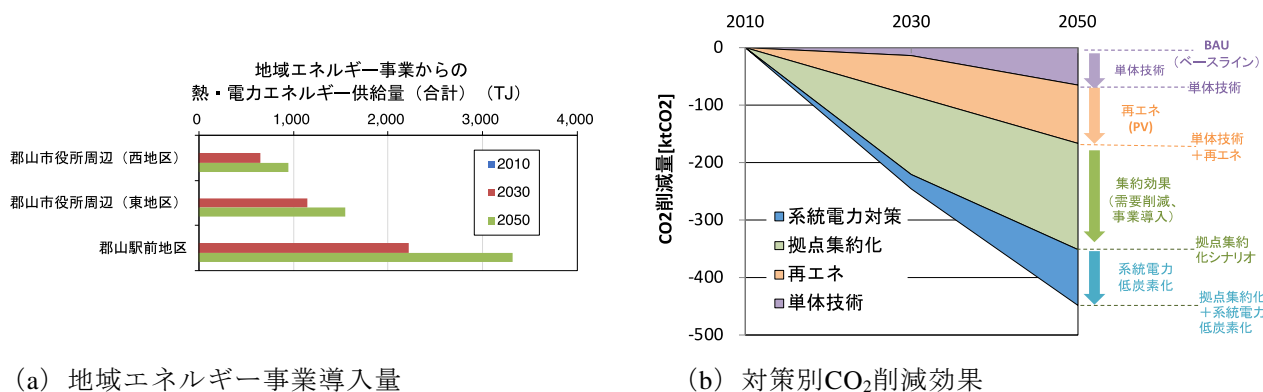 地域エネルギー事業からの
熱・電力エネルギー供給量（合計）（TJ）
0 1,000 2,000 3,000 4,000
郡山市役所周辺（西地区）
郡山市役所周辺（東地区）
郡山駅前地区
2010
2030
2050
(a) 地域エネルギー事業導入量
2010 2030 2050
CO2削減量[ktCO2]
0
-100
-200
-300
-400
-500
系統電力対策
拠点集約化
再エネ
単体技術
単体技術
再エネ
(PV)
集約効果
（需要削減、
事業導入）
系統電力
低炭素化
BAU
（ベースライン）
単体技術
単体技術
＋再エネ
拠点集約
化シナリオ
拠点集約化
＋系統電力
低炭素化
(b) 対策別CO₂削減効果